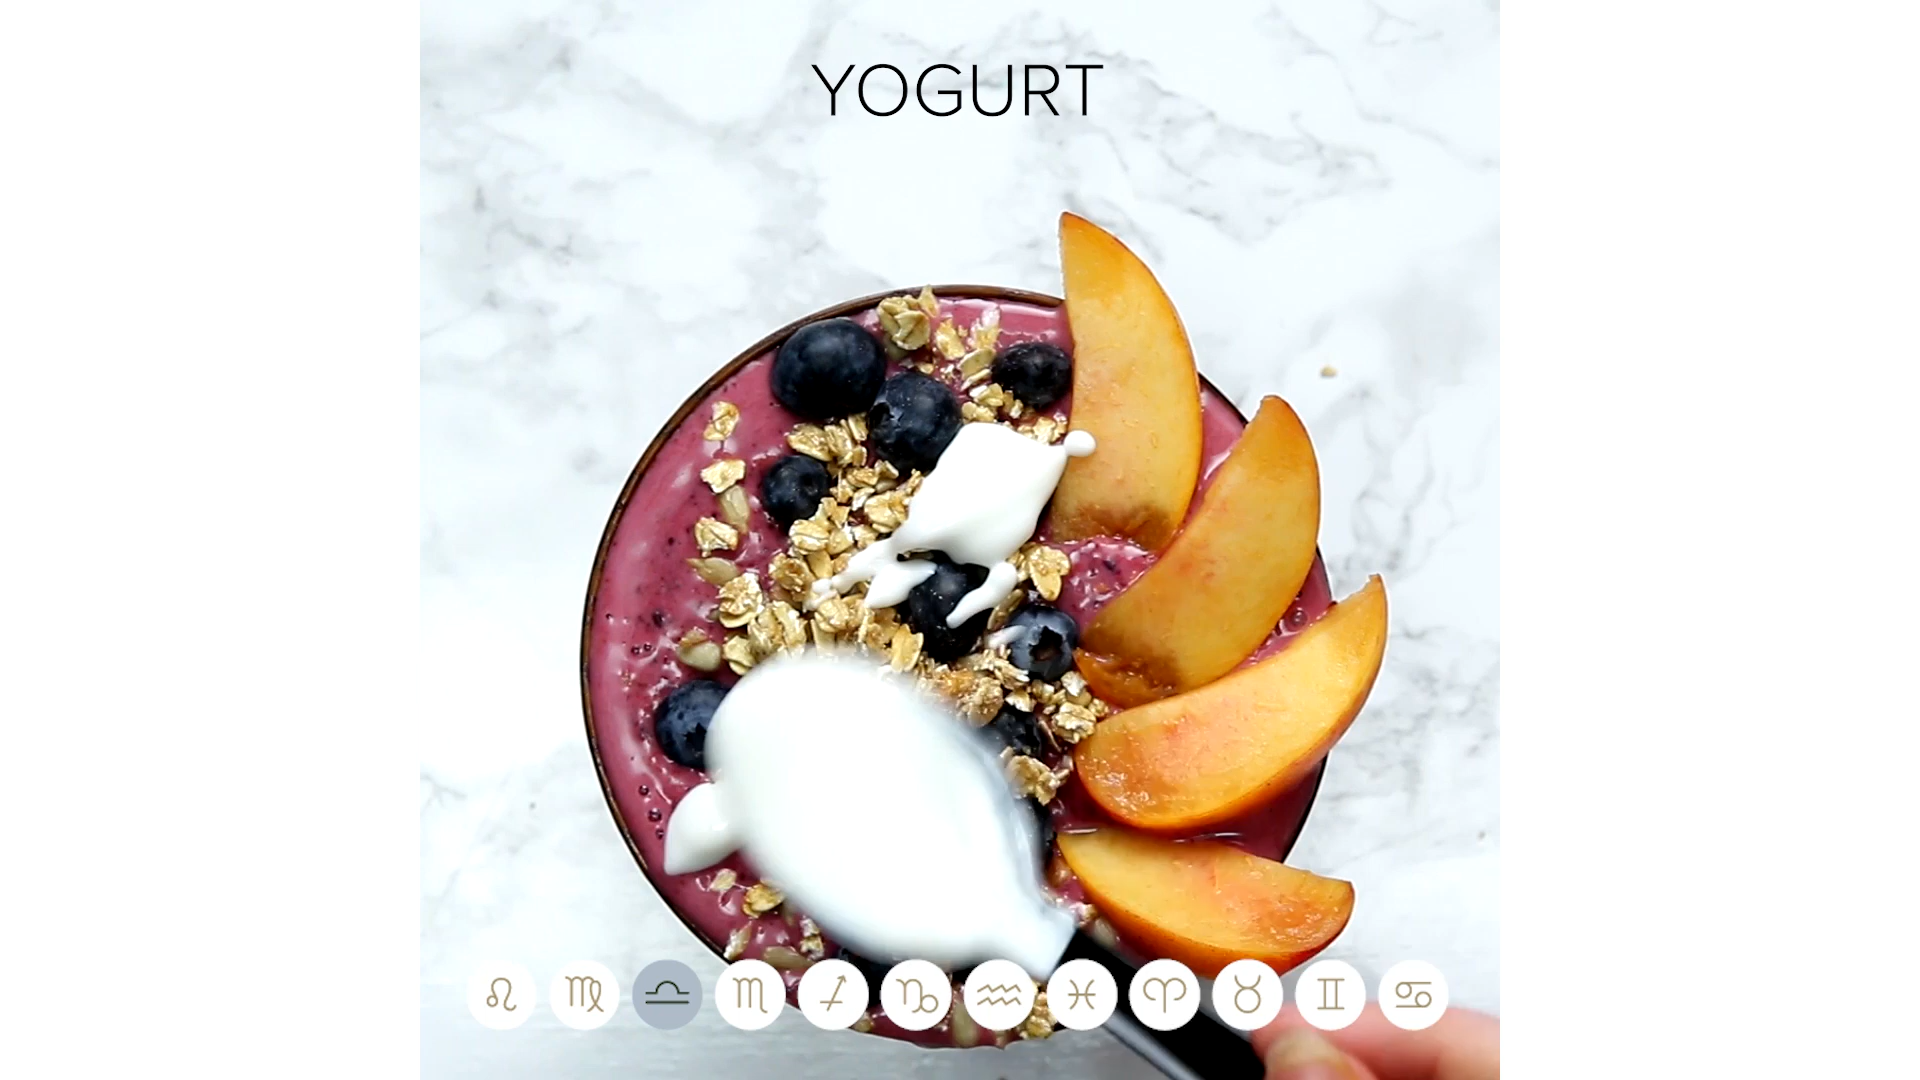 YOGURT
♌︎ ♍︎ ♎︎ ♏︎ ♐︎ ♑︎ ♒︎ ♓︎ ♈︎ ♉︎ ♊︎ ♋︎